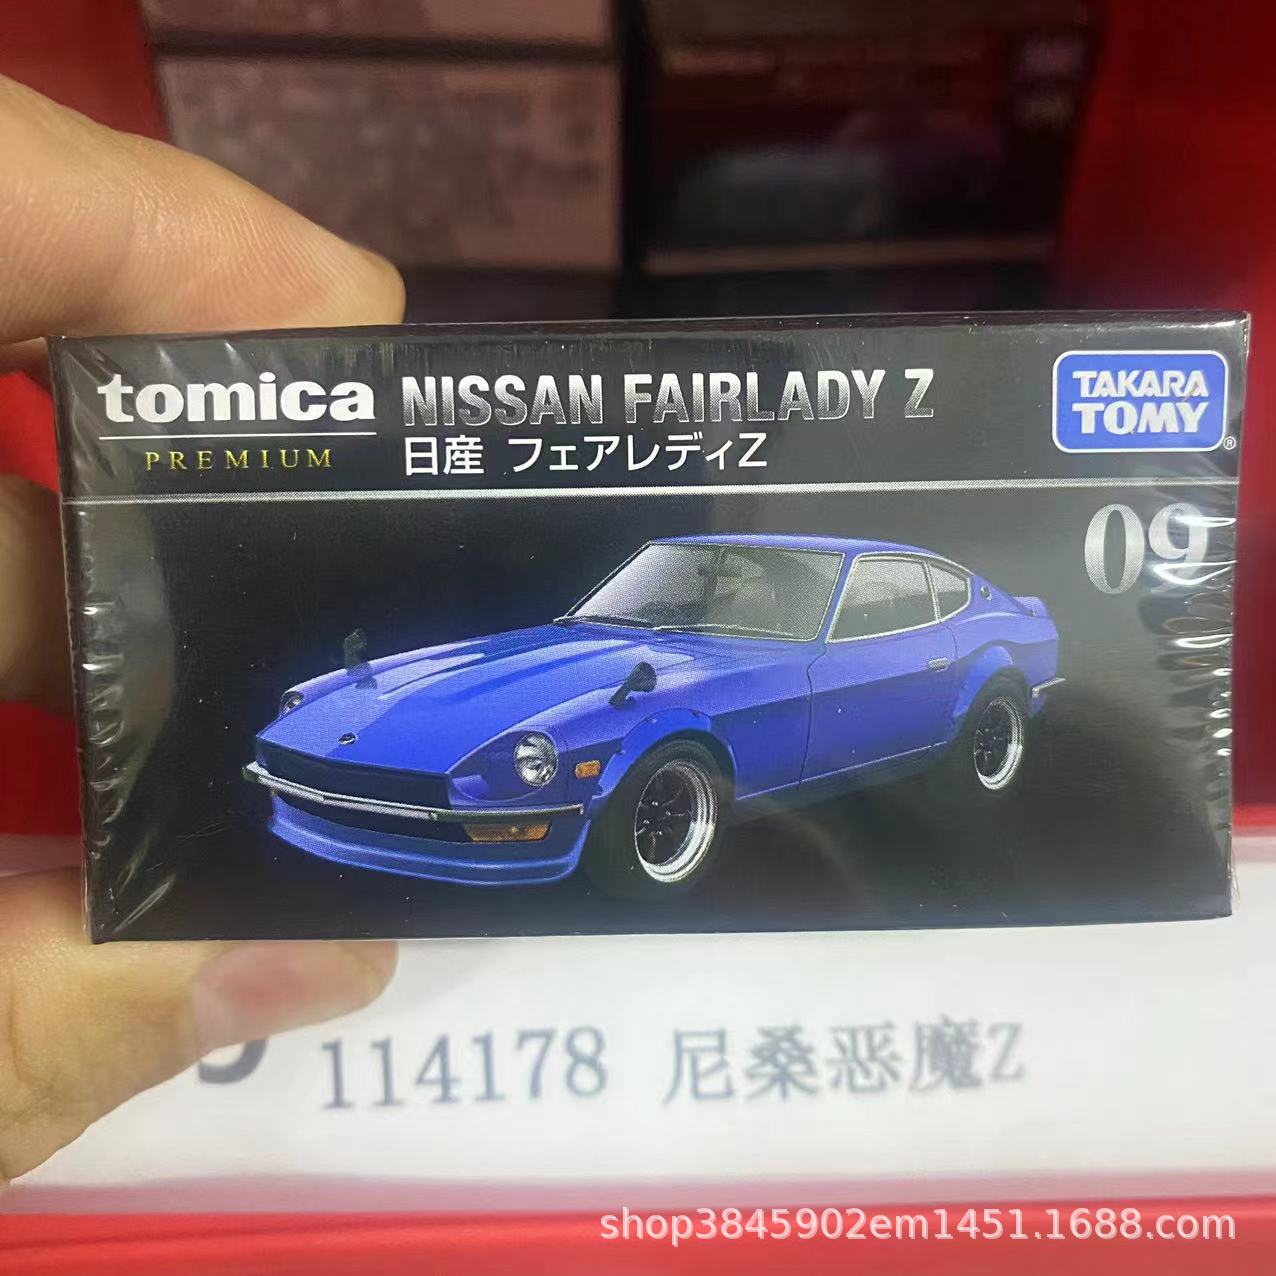 tomica
PREMIUM
NISSAN FAIRLADY Z
日産 フェアレディZ
TAKARA
TOMY
®
09
114178 尼桑恶魔Z
shop3845902em1451.1688.com